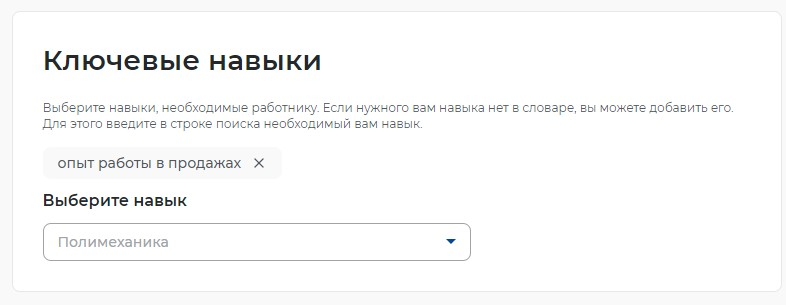 Ключевые навыки
Выберите навыки, необходимые работнику. Если нужного вам навыка нет в словаре, вы можете добавить его.
Для этого введите в строке поиска необходимый вам навык.
опыт работы в продажах
Выберите навык
Полимеханика